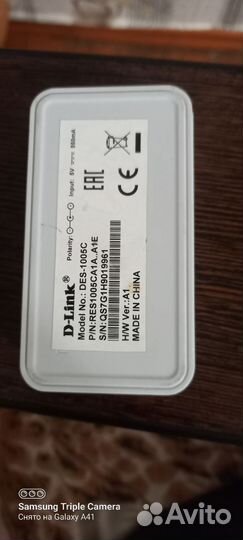 D-Link
Model No.: DES-1005C
P/N:RES1005CA1A..A1E
S/N:QS7G1H9019961
H/W Ver.:A1
MADE IN CHINA
Polarity:
Input: 5V 560mA
EAC
CE
Samsung Triple Camera
Снято на Galaxy A41
Avito